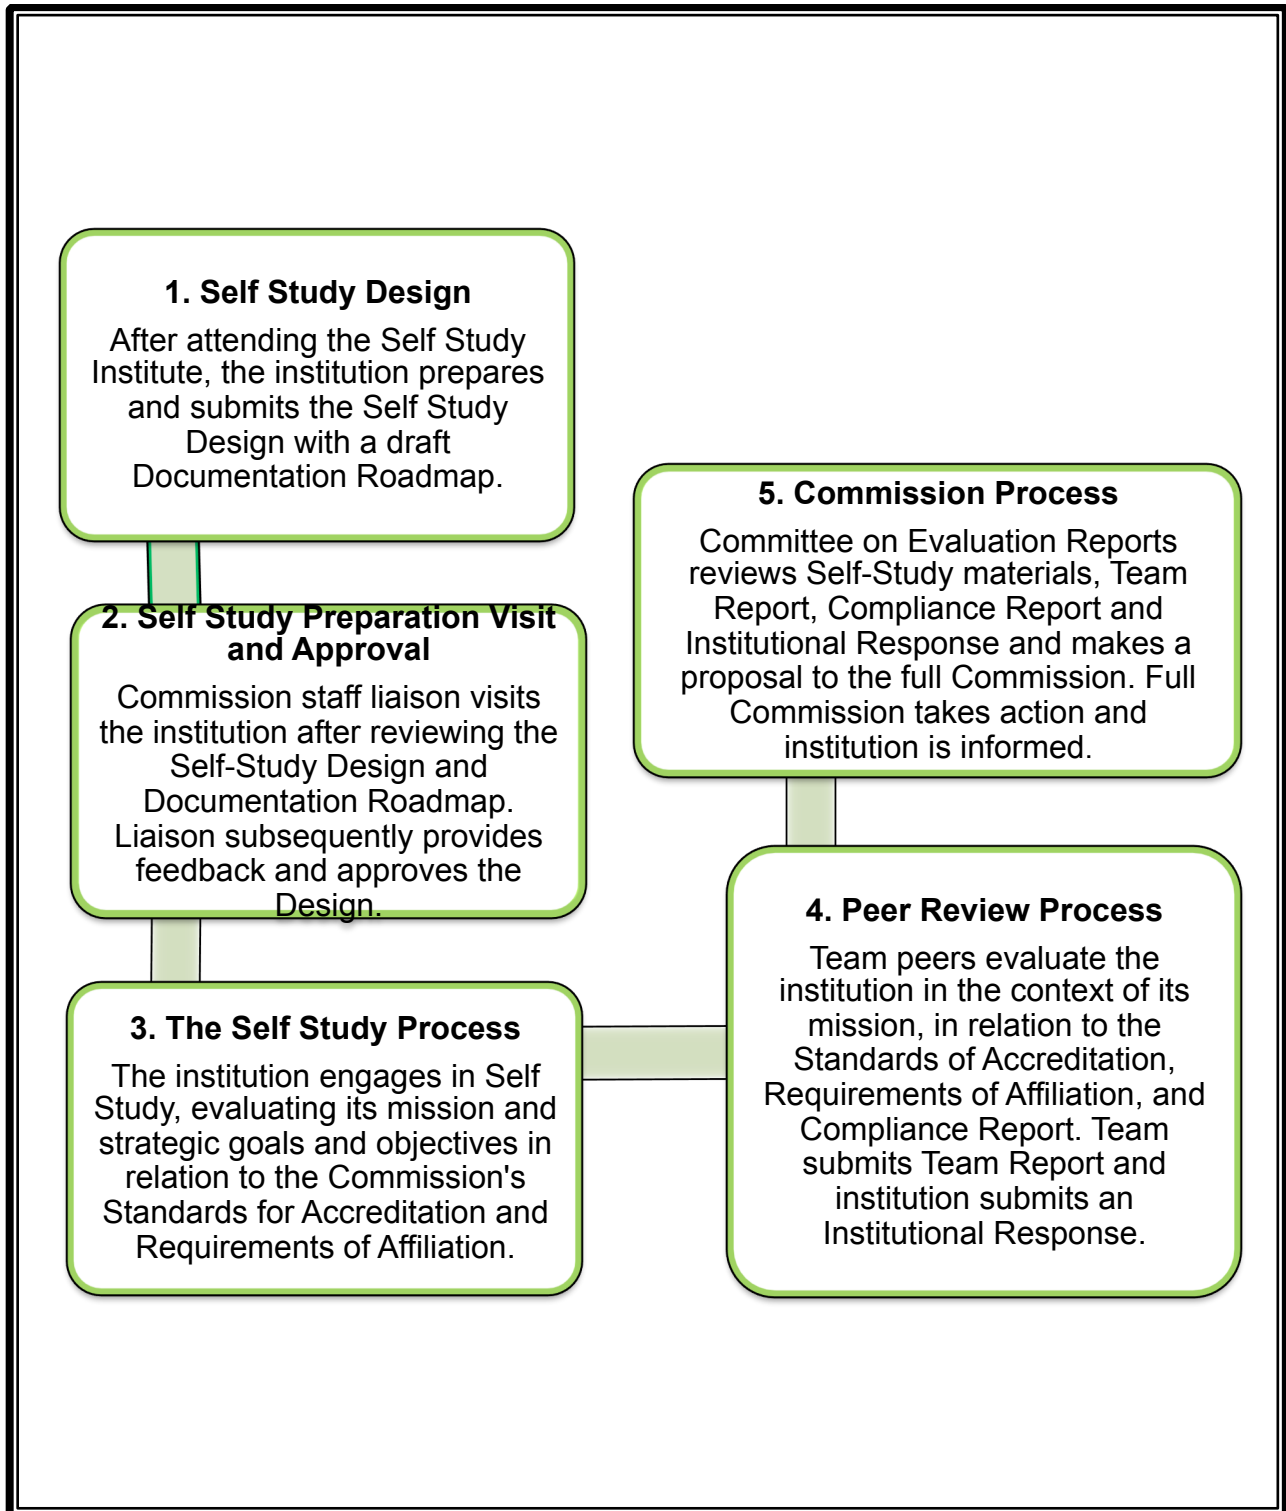 1. Self Study Design
After attending the Self Study
Institute, the institution prepares
and submits the Self Study
Design with a draft
Documentation Roadmap.
2. Self Study Preparation Visit
and Approval
Commission staff liaison visits
the institution after reviewing the
Self-Study Design and
Documentation Roadmap.
Liaison subsequently provides
feedback and approves the
Design.
3. The Self Study Process
The institution engages in Self
Study, evaluating its mission and
strategic goals and objectives in
relation to the Commission's
Standards for Accreditation and
Requirements of Affiliation.
4. Peer Review Process
Team peers evaluate the
institution in the context of its
mission, in relation to the
Standards of Accreditation,
Requirements of Affiliation, and
Compliance Report. Team
submits Team Report and
institution submits an
Institutional Response.
5. Commission Process
Committee on Evaluation Reports
reviews Self-Study materials, Team
Report, Compliance Report and
Institutional Response and makes a
proposal to the full Commission. Full
Commission takes action and
institution is informed.